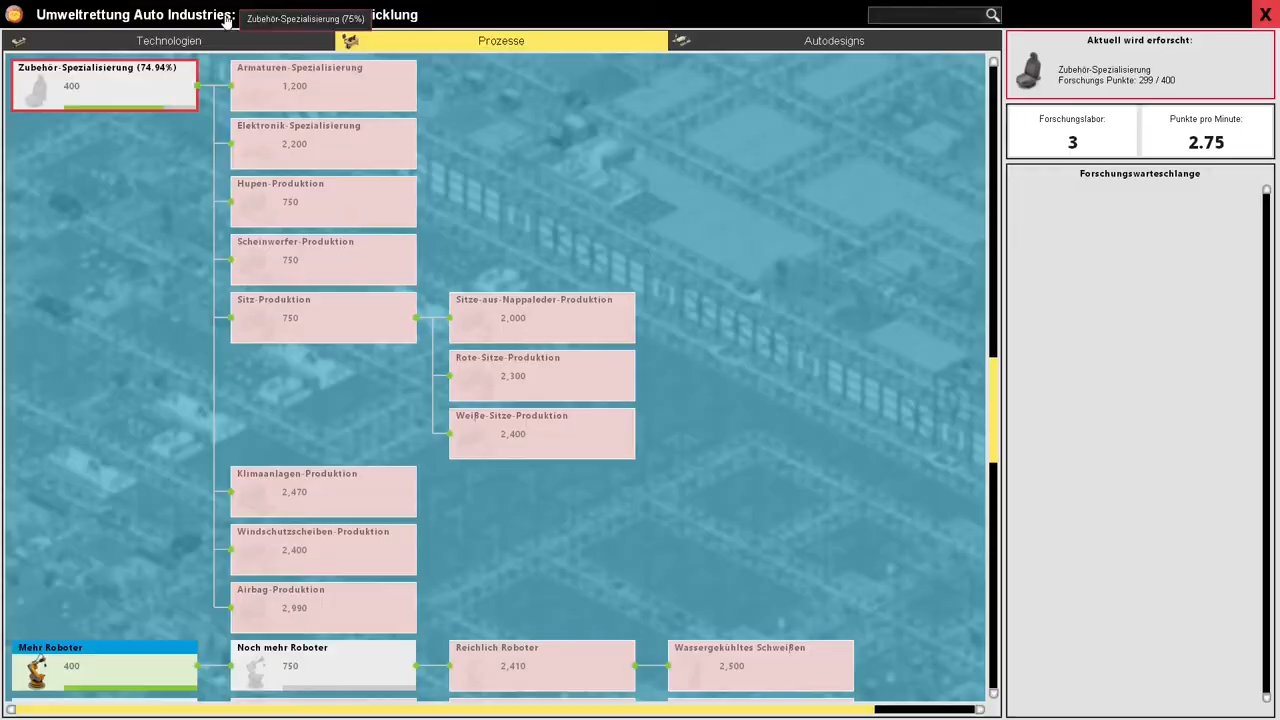 Umweltrettung Auto Industries: icklung
Zubehör-Spezialisierung (75%)
Technologien
Prozesse
Autodesigns
Zubehör-Spezialisierung (74.94%)
400
Armaturen-Spezialisierung
1,200
Elektronik-Spezialisierung
2,200
Hupen-Produktion
750
Scheinwerfer-Produktion
750
Sitz-Produktion
750
Sitze-aus-Nappaleder-Produktion
2,000
Rote-Sitze-Produktion
2,300
Weiße-Sitze-Produktion
2,400
Klimaanlagen-Produktion
2,470
Windschutzscheiben-Produktion
2,400
Airbag-Produktion
2,990
Mehr Roboter
400
Noch mehr Roboter
750
Reichlich Roboter
2,410
Wassergekühltes Schweißen
2,500
Aktuell wird erforscht:
Zubehör-Spezialisierung
Forschungs Punkte: 299 / 400
Forschungslabor:
3
Punkte pro Minute:
2.75
Forschungswarteschlange
X